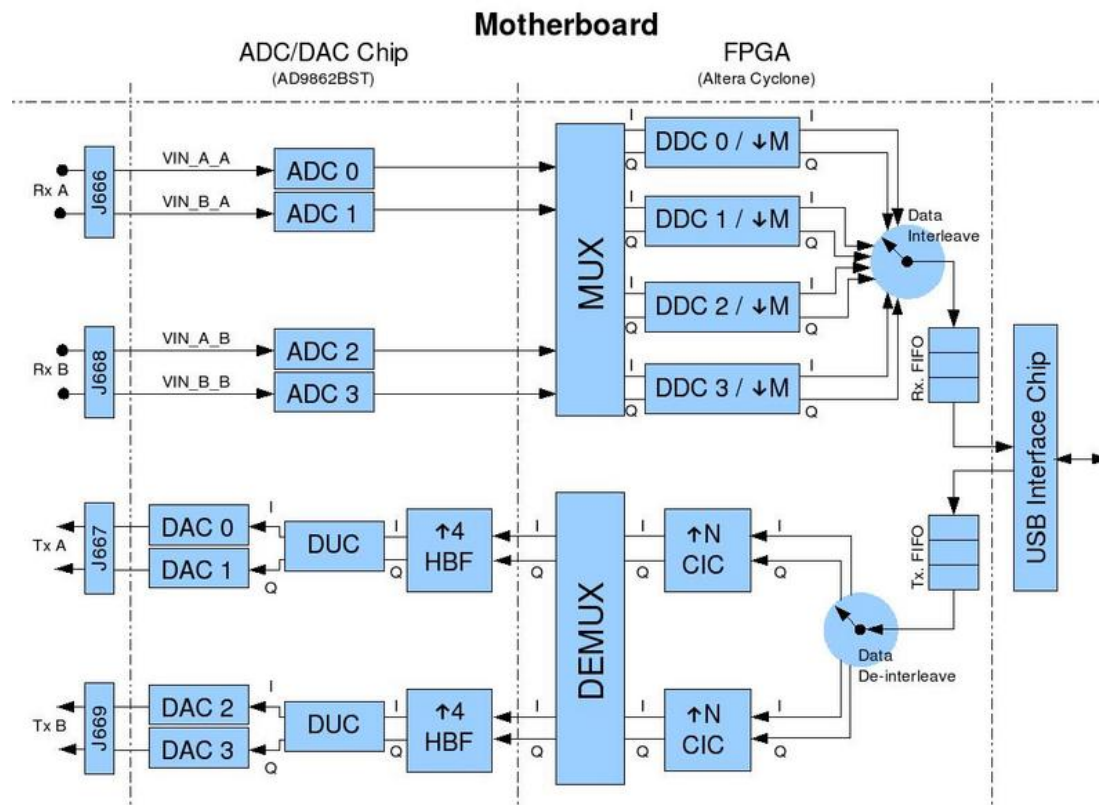 Motherboard
ADC/DAC Chip
(AD9862BST)
FPGA
(Altera Cyclone)
Rx A
J666
VIN_A_A
VIN_B_A
ADC 0
ADC 1
Rx B
J668
VIN_A_B
VIN_B_B
ADC 2
ADC 3
MUX
I
Q
DDC 0 / ↓M
I
Q
I
Q
DDC 1 / ↓M
I
Q
I
Q
DDC 2 / ↓M
I
Q
I
Q
DDC 3 / ↓M
I
Q
Data
Interleave
Rx. FIFO
USB Interface Chip
Tx A
J667
DAC 0
DAC 1
I
Q
DUC
I
Q
↑4
HBF
I
Q
DEMUX
I
Q
↑N
CIC
I
Q
Tx. FIFO
Data
De-interleave
Tx B
J669
DAC 2
DAC 3
I
Q
DUC
I
Q
↑4
HBF
I
Q
I
Q
↑N
CIC
I
Q